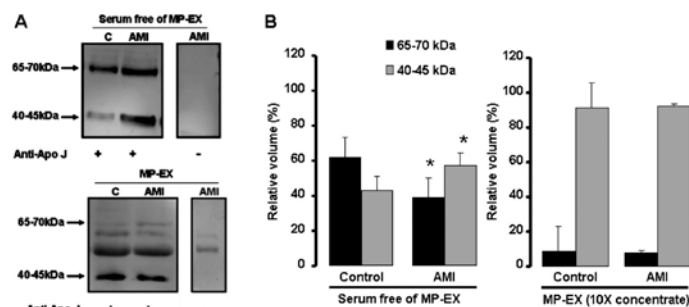 A
Serum free of MP-EX
C AMI AMI
65-70kDa
40-45kDa
Anti-Apo J + + -
MP-EX
C AMI AMI
65-70kDa
40-45kDa
B
65-70 kDa
40-45 kDa
Relative volume (%)
120
100
80
60
40
20
0
* *
Control AMI
Serum free of MP-EX
Relative volume (%)
120
100
80
60
40
20
0
Control AMI
MP-EX (10X concentrate)